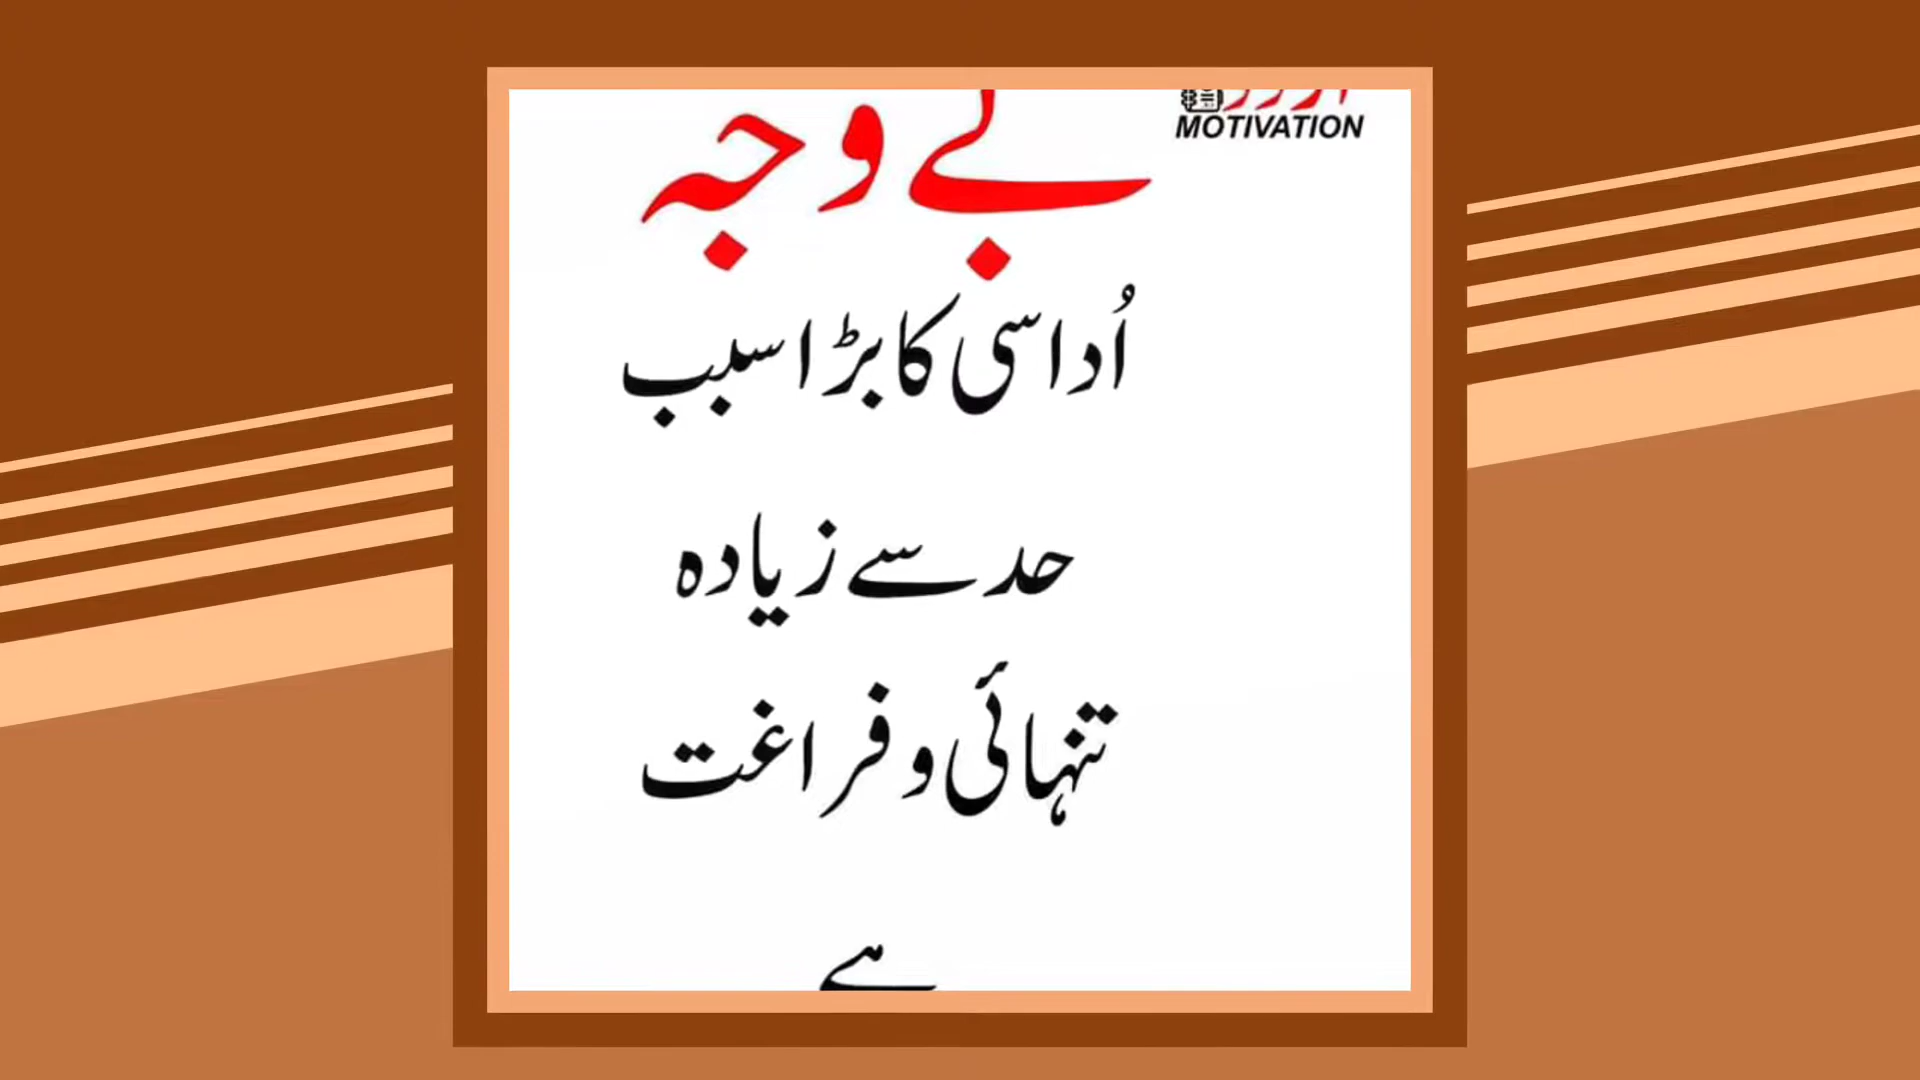 MOTIVATION
بے وجہ
اُداسی کا بڑا سبب
حد سے زیادہ
تنہائی و فراغت
ہے